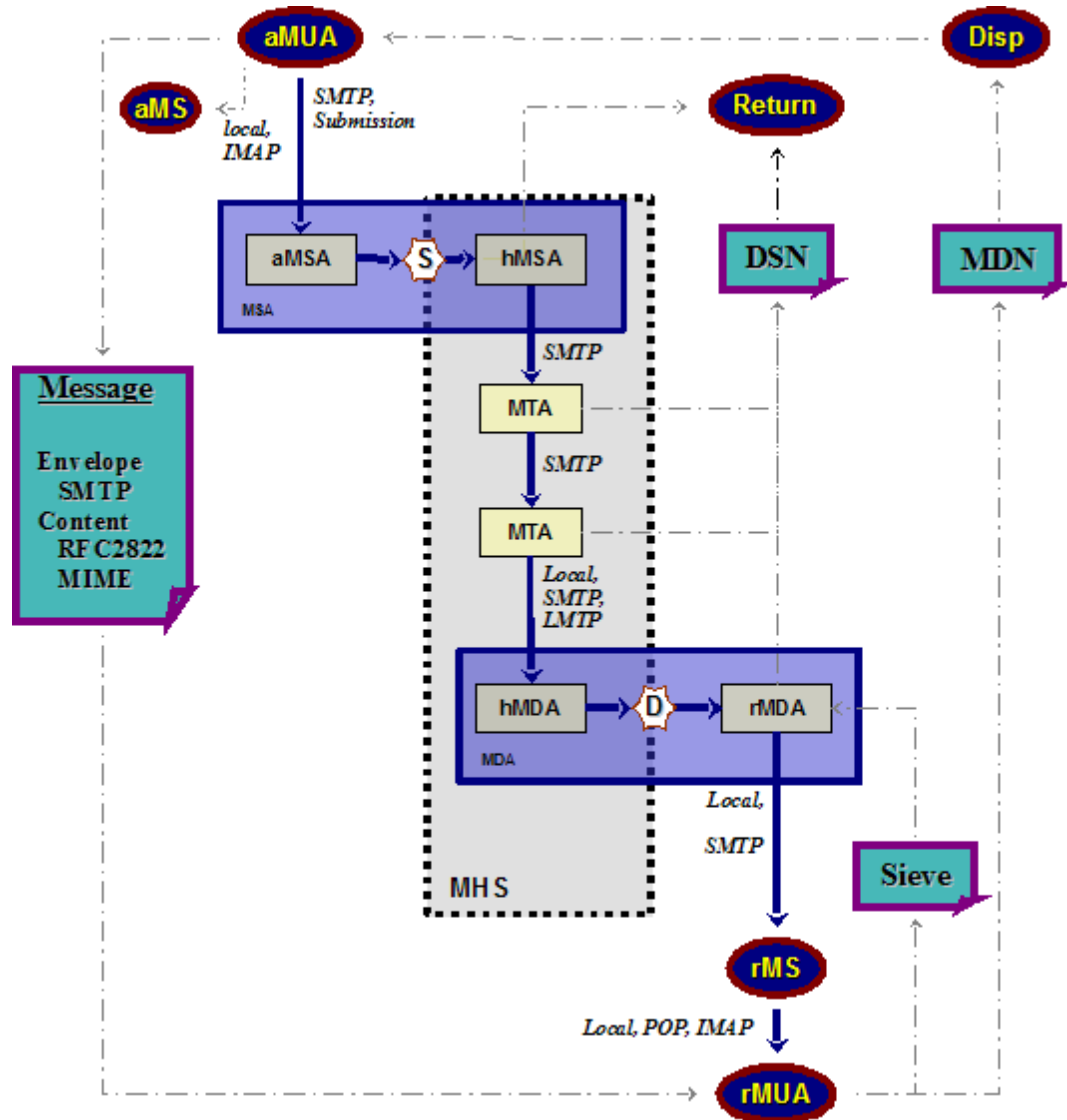 aMUA
Disp
aMS
SMTP,
Submission
Return
local,
IMAP
aMSA
S
hMSA
MSA
DSN
MDN
SMTP
Message
Envelope
SMTP
Content
RFC2822
MIME
MTA
SMTP
MTA
Local,
SMTP,
LMTP
hMDA
D
rMDA
MDA
Local,
SMTP
Sieve
MHS
rMS
Local, POP, IMAP
rMUA